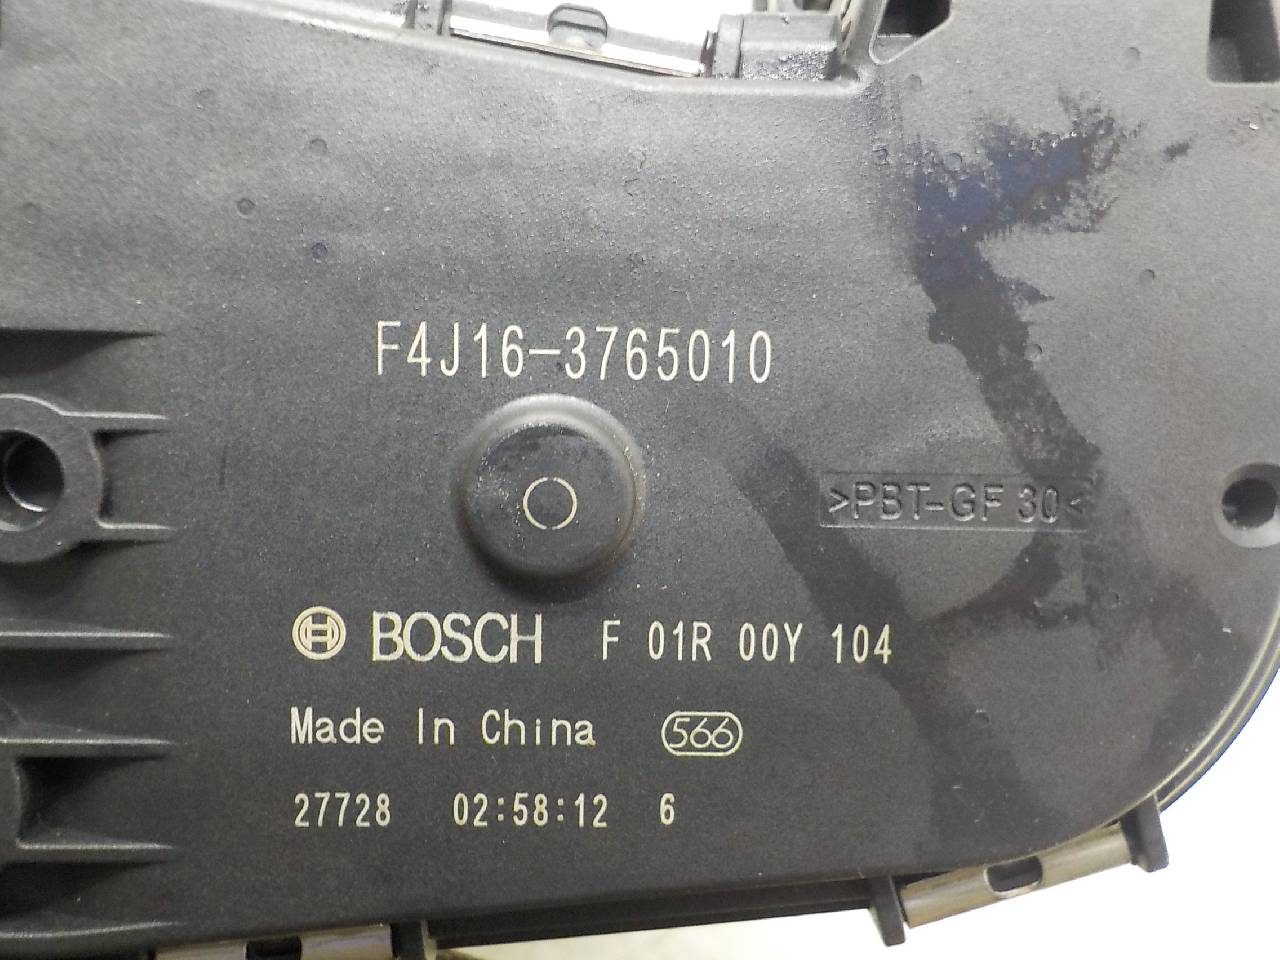 F4J16-3765010
>PBT-GF 30<
BOSCH F 01R 00Y 104
Made In China 566
27728 02:58:12 6